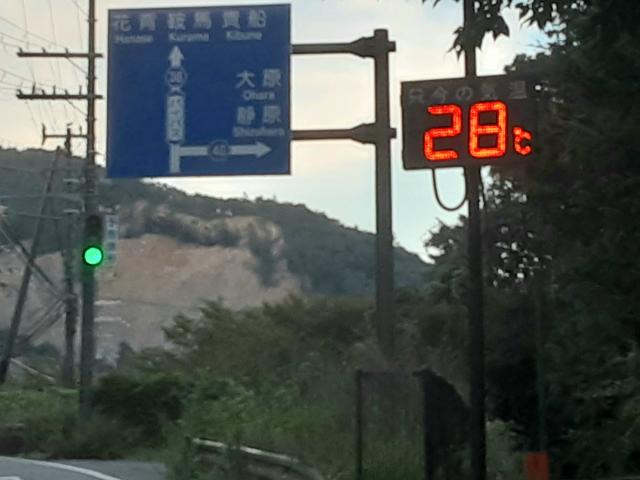 花背 鞍馬 貴船
Hanase Kurama Kibune
38
大原
Ohara
静原
Shizuhara
40
只今の気温
28℃